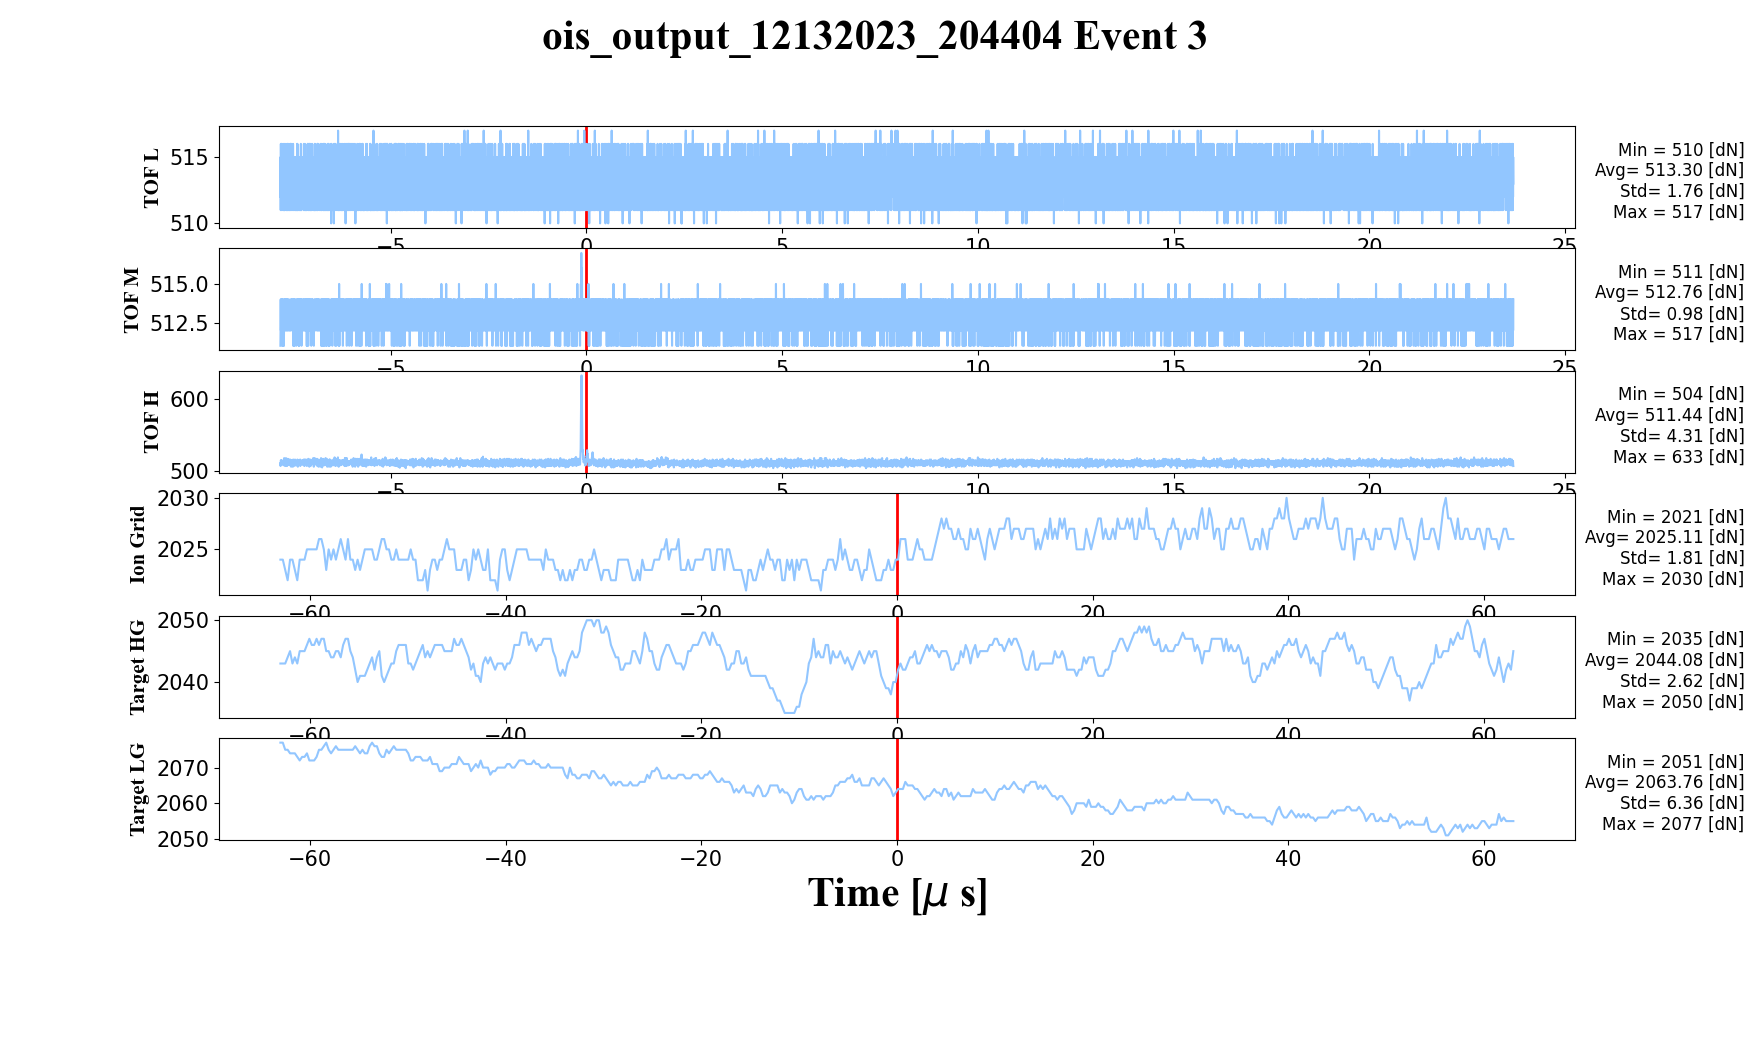 ois_output_12132023_204404 Event 3
TOF L
515
510
Min = 510 [dN]
Avg= 513.30 [dN]
Std= 1.76 [dN]
Max = 517 [dN]
−5 0 5 10 15 20 25
TOF M
515.0
512.5
Min = 511 [dN]
Avg= 512.76 [dN]
Std= 0.98 [dN]
Max = 517 [dN]
−5 0 5 10 15 20 25
TOF H
600
500
Min = 504 [dN]
Avg= 511.44 [dN]
Std= 4.31 [dN]
Max = 633 [dN]
−5 0 5 10 15 20 25
Ion Grid
2030
2025
Min = 2021 [dN]
Avg= 2025.11 [dN]
Std= 1.81 [dN]
Max = 2030 [dN]
−60 −40 −20 0 20 40 60
Target HG
2050
2040
Min = 2035 [dN]
Avg= 2044.08 [dN]
Std= 2.62 [dN]
Max = 2050 [dN]
−60 −40 −20 0 20 40 60
Target LG
2070
2060
2050
Min = 2051 [dN]
Avg= 2063.76 [dN]
Std= 6.36 [dN]
Max = 2077 [dN]
−60 −40 −20 0 20 40 60
Time [μ s]